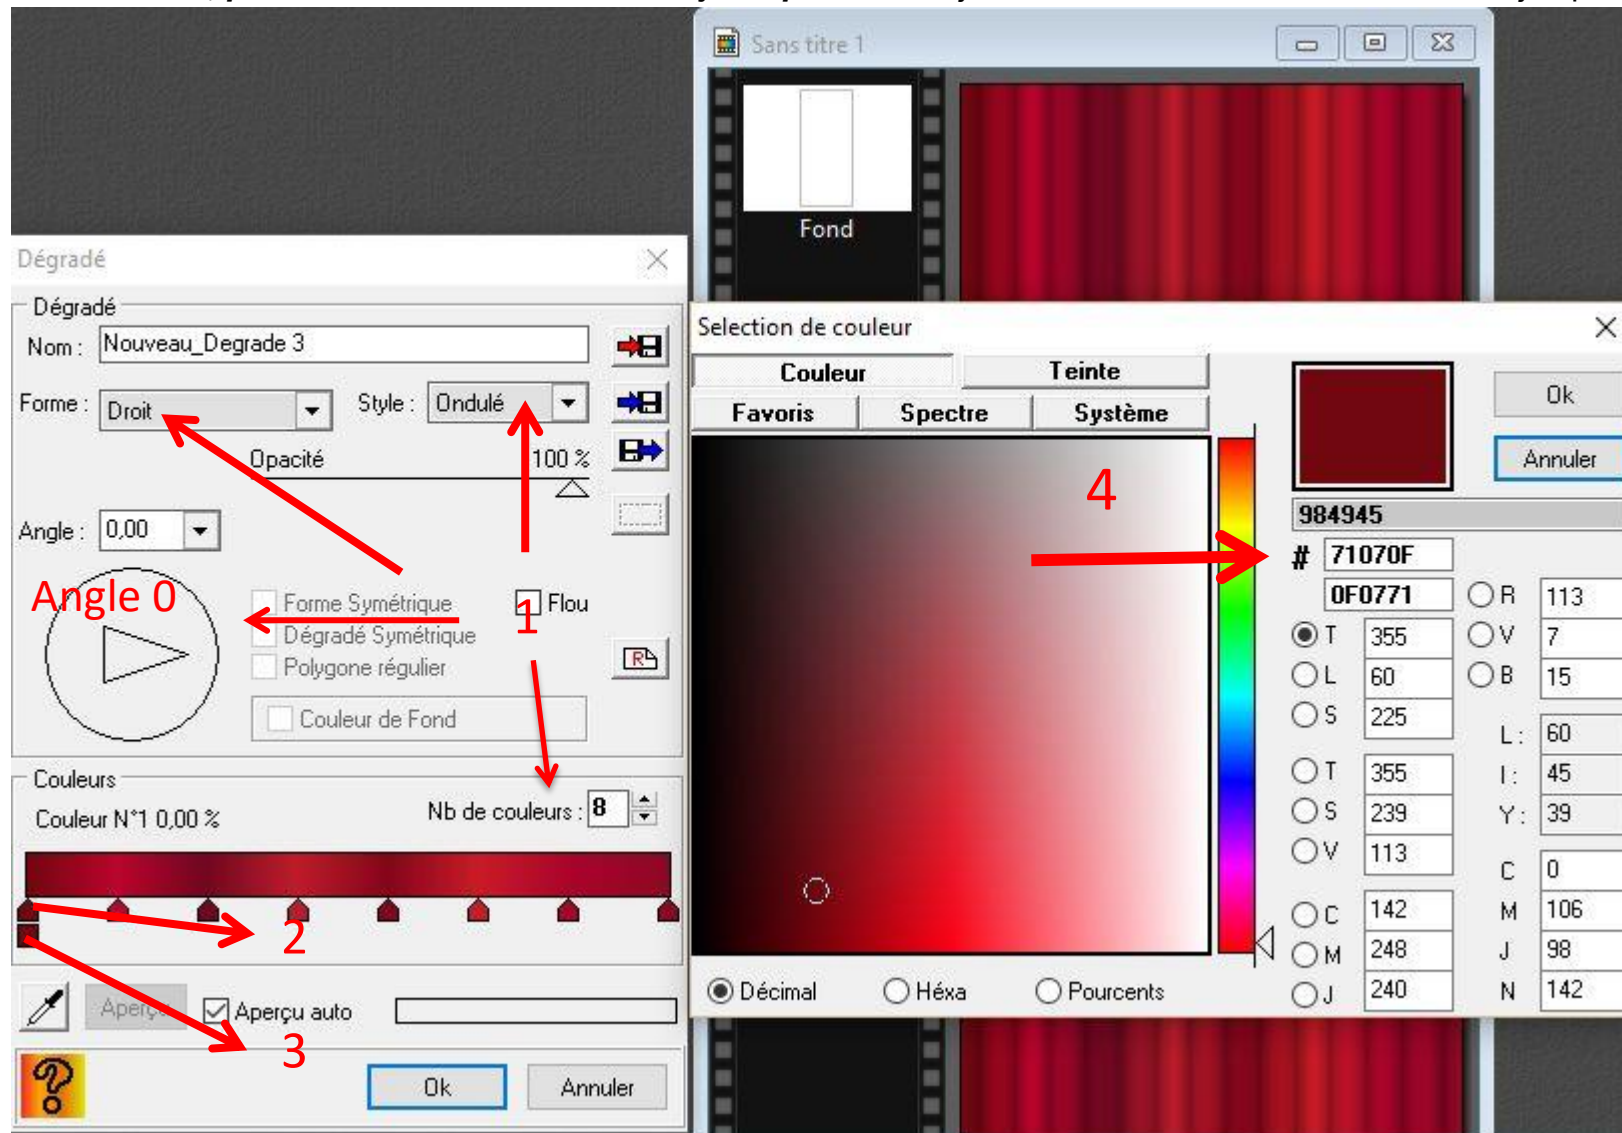 Sans titre 1
Fond
Dégradé
Dégradé
Nom : Nouveau_Degrade 3
Forme : Droit Style : Ondulé
Opacité 100 %
Angle : 0,00
Angle 0
Forme Symétrique
1
Flou
Dégradé Symétrique
Polygone régulier
R
Couleur de Fond
Couleurs
Couleur N°1 0,00 %
Nb de couleurs : 8
2
Aperçu auto
3
?
Ok Annuler
Selection de couleur
Couleur Teinte
Favoris Spectre Système
4
Ok
Annuler
984945
# 71070F
0F0771
R 113
T 355
V 7
L 60
B 15
S 225
L : 60
T 355
I : 45
S 239
Y : 39
V 113
C 0
C 142
M 106
M 248
J 98
J 240
N 142
Décimal Héxa Pourcents